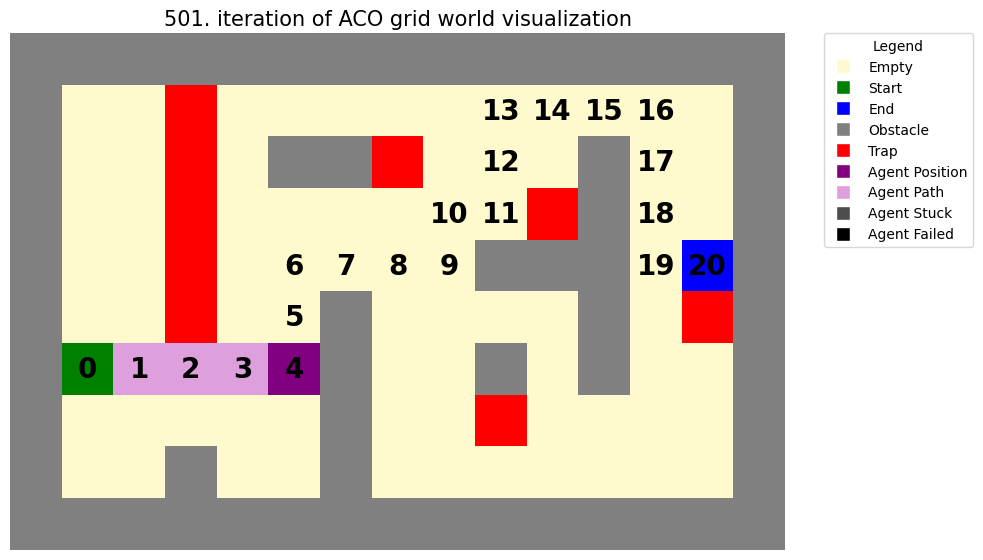 501. iteration of ACO grid world visualization
13 14 15 16
12 17
10 11 18
6 7 8 9 19 20
5
0 1 2 3 4
Legend
Empty
Start
End
Obstacle
Trap
Agent Position
Agent Path
Agent Stuck
Agent Failed